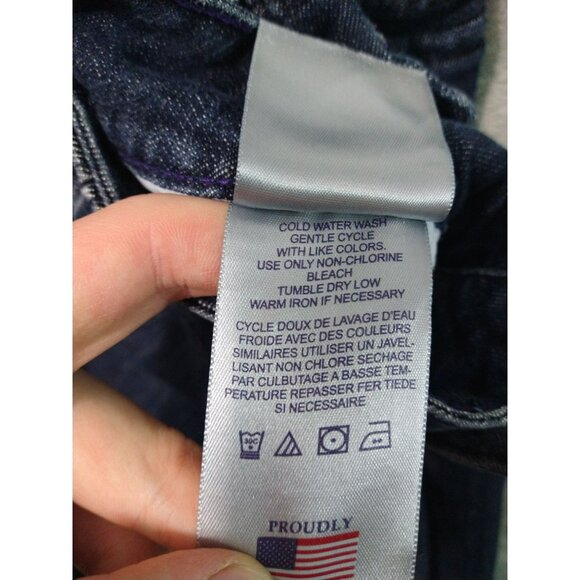 COLD WATER WASH
GENTLE CYCLE
WITH LIKE COLORS.
USE ONLY NON-CHLORINE
BLEACH
TUMBLE DRY LOW
WARM IRON IF NECESSARY
CYCLE DOUX DE LAVAGE D'EAU
FROIDE AVEC DES COULEURS
SIMILAIRES UTILISER UN JAVEL-
LISANT NON CHLORE SECHAGE
PAR CULBUTAGE A BASSE TEM-
PERATURE REPASSER FER TIEDE
SI NECESSAIRE
30C
PROUDLY